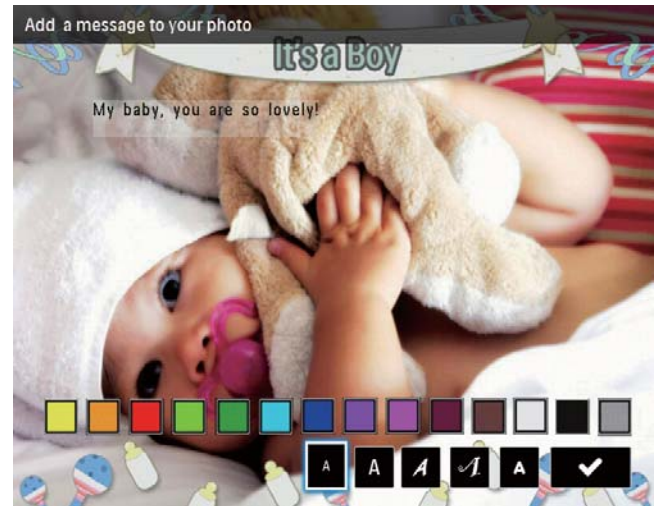 Add a message to your photo
It's a Boy
My baby, you are so lovely!
A A A A A